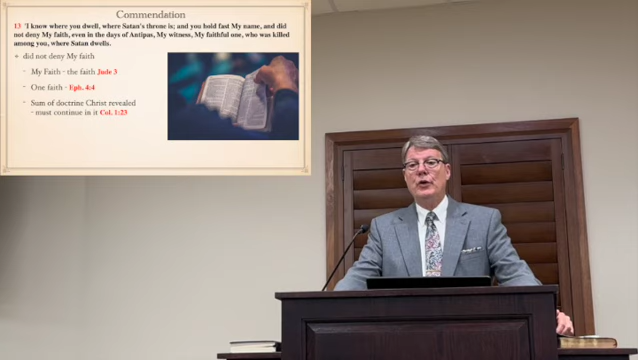 Commendation
13 'I know where you dwell, where Satan's throne is; and you hold fast My name, and did
not deny My faith, even in the days of Antipas, My witness, My faithful one, who was killed
among you, where Satan dwells.
did not deny My faith
- My Faith - the faith Jude 3
- One faith - Eph. 4:4
- Sum of doctrine Christ revealed
- must continue in it Col. 1:23